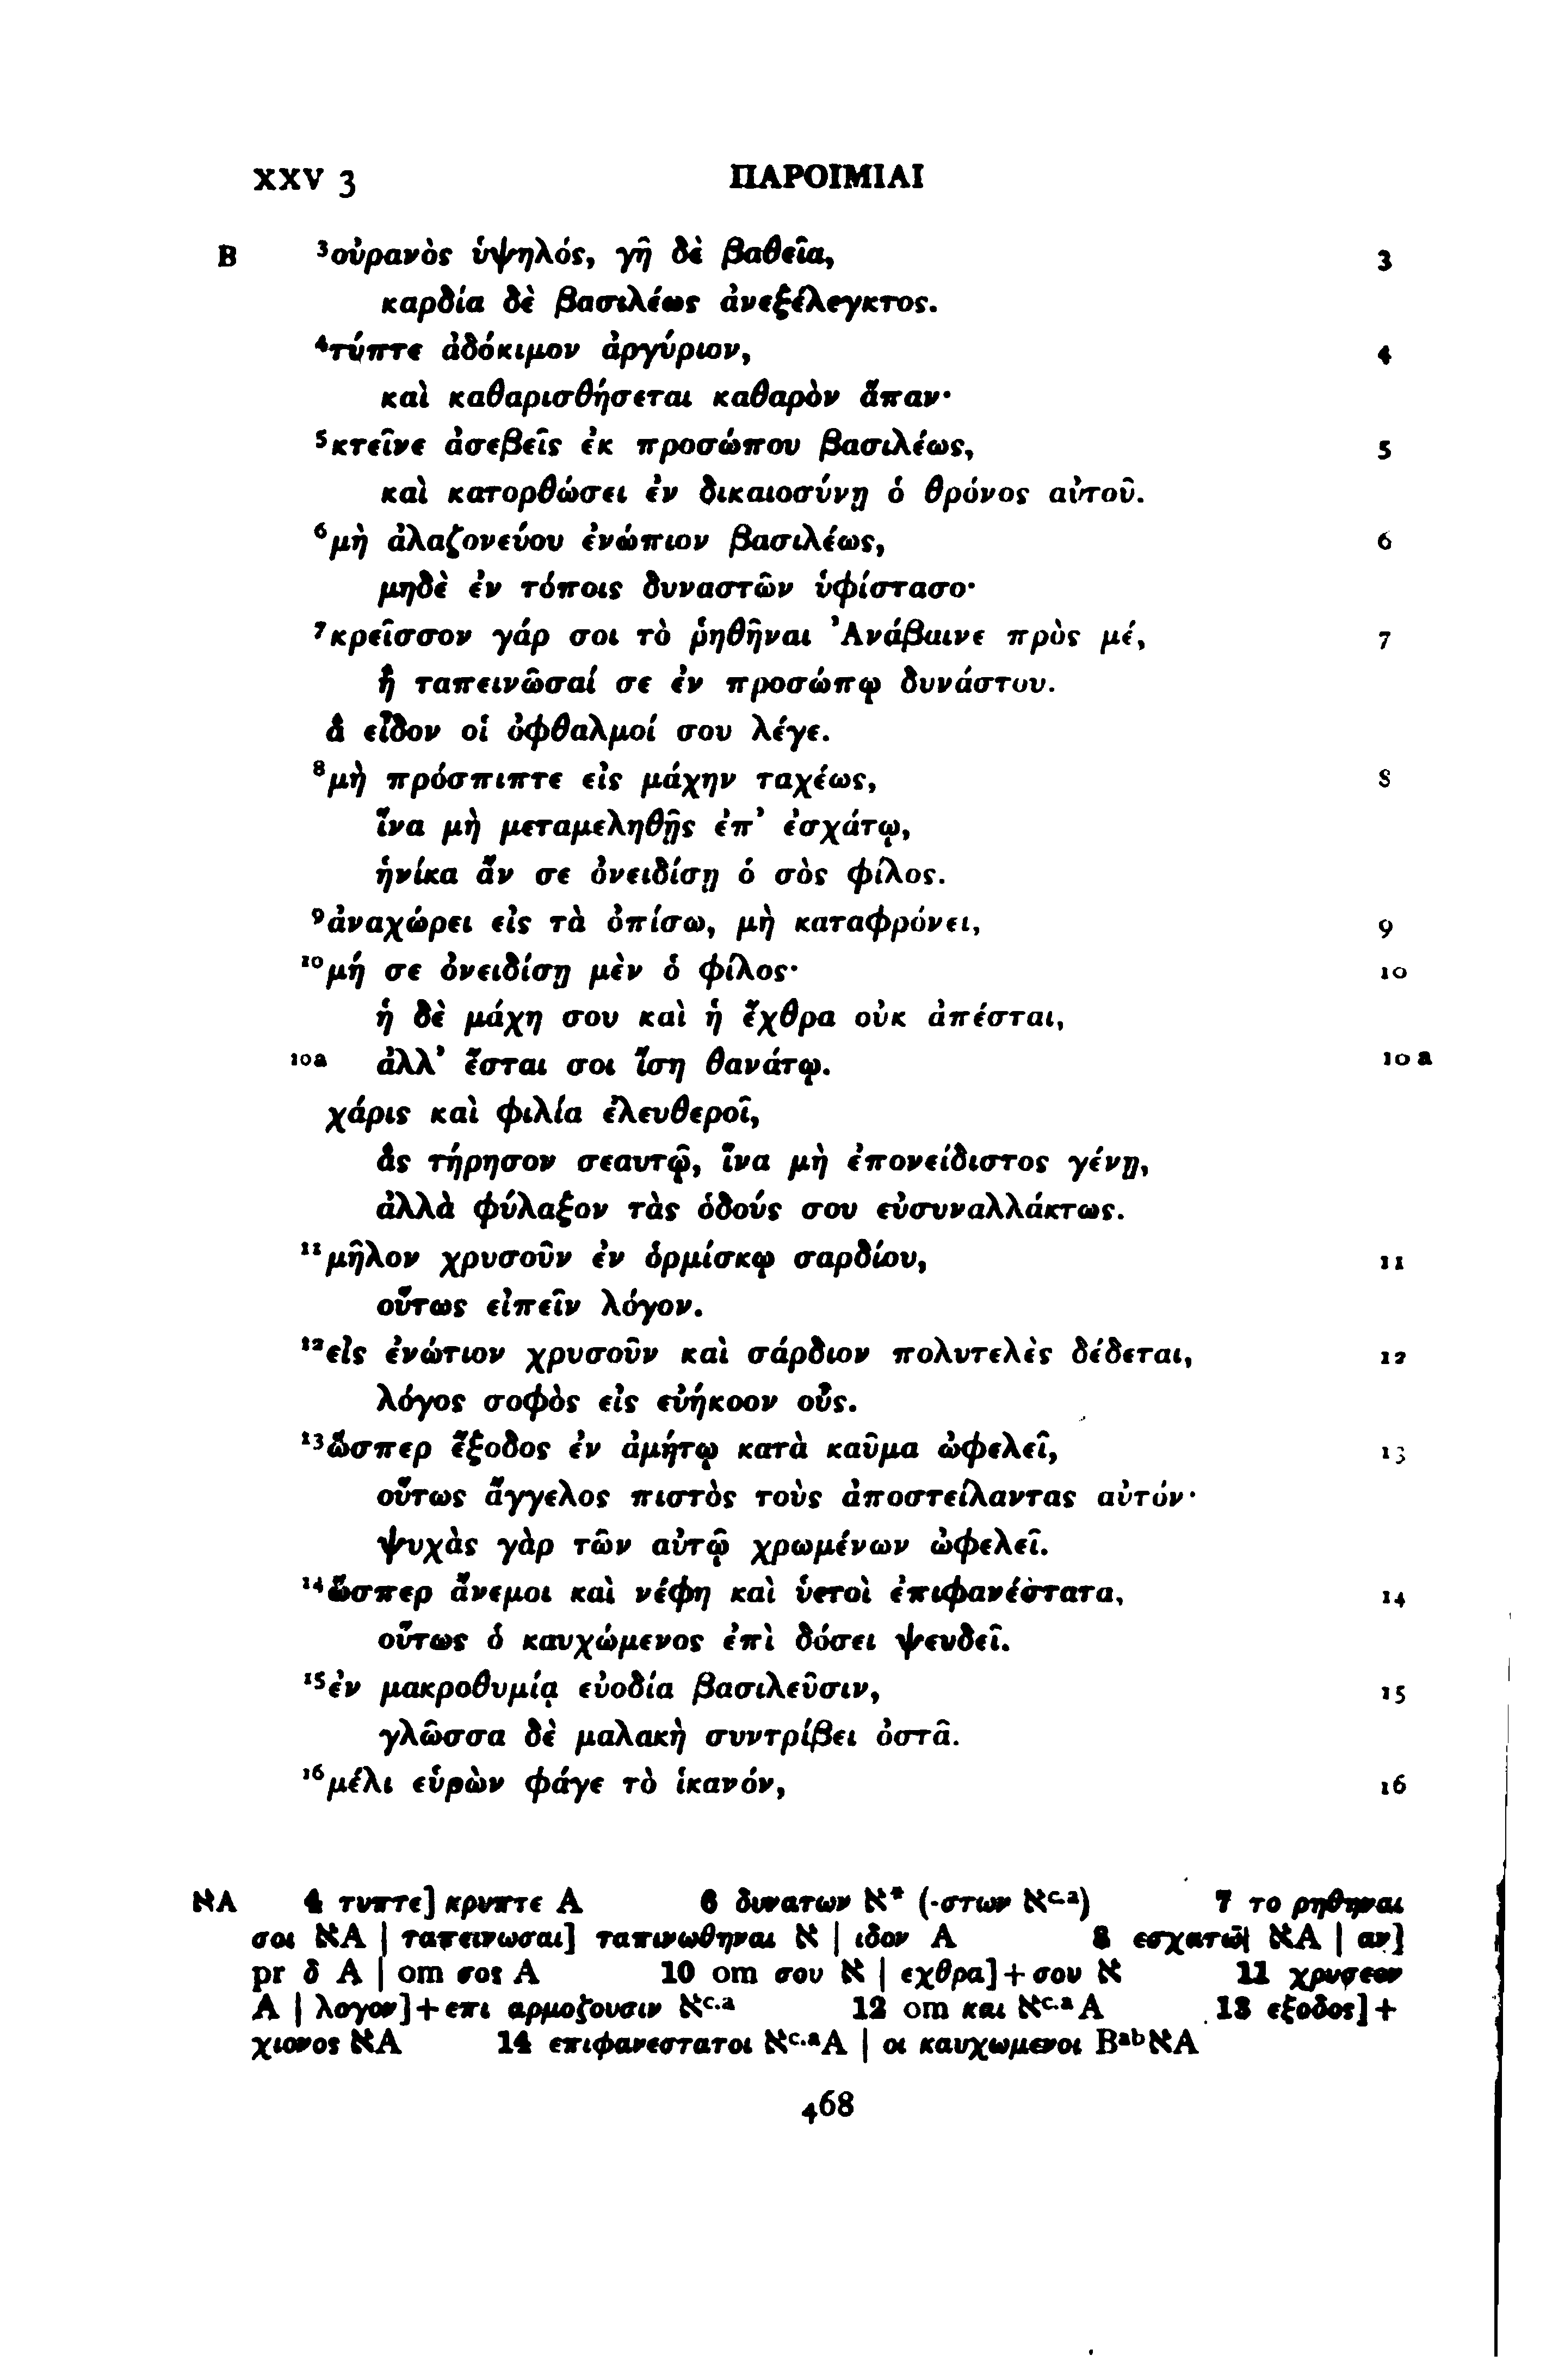 XXV 3 ΠΑΡΟΙΜΙΑΙ
B ³οὐρανὸς ὑψηλός, γῆ δὲ βαθεῖα, 3
καρδία δὲ βασιλέως ἀνεξέλεγκτος.
⁴τύπτε ἀδόκιμον ἀργύριον, 4
καὶ καθαρισθήσεται καθαρὸν ἅπαν·
⁵κτεῖνε ἀσεβεῖς ἐκ προσώπου βασιλέως, 5
καὶ κατορθώσει ἐν δικαιοσύνῃ ὁ θρόνος αὐτοῦ.
⁶μὴ ἀλαζονεύου ἐνώπιον βασιλέως, 6
μηδὲ ἐν τόποις δυναστῶν ὑφίστασο·
⁷κρεῖσσον γάρ σοι τὸ ῥηθῆναι Ἀνάβαινε πρὸς μέ, 7
ἢ ταπεινῶσαί σε ἐν προσώπῳ δυνάστου.
ἃ εἶδον οἱ ὀφθαλμοί σου λέγε.
⁸μὴ πρόσπιπτε εἰς μάχην ταχέως, 8
ἵνα μὴ μεταμεληθῇς ἐπ’ ἐσχάτῳ,
ἡνίκα ἄν σε ὀνειδίσῃ ὁ σὸς φίλος.
⁹ἀναχώρει εἰς τὰ ὀπίσω, μὴ καταφρόνει, 9
¹⁰μή σε ὀνειδίσῃ μὲν ὁ φίλος· 10
ἡ δὲ μάχη σου καὶ ἡ ἔχθρα οὐκ ἀπέσται,
¹⁰ᵃ ἀλλ’ ἔσται σοι ἴση θανάτῳ. 10 a
χάρις καὶ φιλία ἐλευθεροῖ,
ἃς τήρησον σεαυτῷ, ἵνα μὴ ἐπονείδιστος γένῃ,
ἀλλὰ φύλαξον τὰς ὁδούς σου εὐσυναλλάκτως.
¹¹μῆλον χρυσοῦν ἐν ὁρμίσκῳ σαρδίου, 11
οὕτως εἰπεῖν λόγον.
¹²εἰς ἐνώτιον χρυσοῦν καὶ σάρδιον πολυτελὲς δέδεται, 12
λόγος σοφὸς εἰς εὐήκοον οὖς.
¹³ὥσπερ ἔξοδος ἐν ἀμήτῳ κατὰ καῦμα ὠφελεῖ, 13
οὕτως ἄγγελος πιστὸς τοὺς ἀποστείλαντας αὐτόν·
ψυχὰς γὰρ τῶν αὐτῷ χρωμένων ὠφελεῖ.
¹⁴ὥσπερ ἄνεμοι καὶ νέφη καὶ ὑετοὶ ἐπιφανέστατα, 14
οὕτως ὁ καυχώμενος ἐπὶ δόσει ψευδεῖ.
¹⁵ἐν μακροθυμίᾳ εὐοδία βασιλεῦσιν, 15
γλῶσσα δὲ μαλακὴ συντρίβει ὀστᾶ.
¹⁶μέλι εὑρὼν φάγε τὸ ἱκανόν, 16
אA 4 τυπτε] κρυπτε A 6 δυνατων א* (-στων אᶜ·ᵃ) 7 το ρηθηναι
σοι אA | ταπεινωσαι] ταπινωθηναι א | ιδον A 8 εσχατω אA | αν]
pr δ A | om σος A 10 om σου א | εχθρα]+σου א 11 χρυσεον
A | λογον]+επι αρμοζουσιν אᶜ·ᵃ 12 om και אᶜ·ᵃA 13 εξοδος]+
χιονος אA 14 επιφανεστατοι אᶜ·ᵃA | οι καυχωμενοι BᵃᵇאA
468